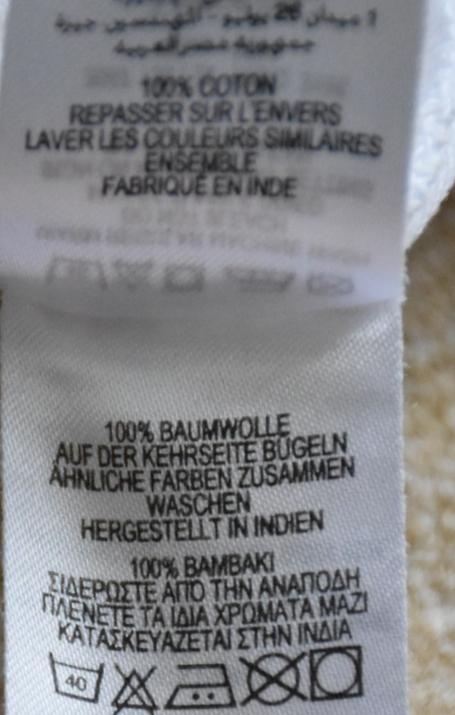 1 ميدان 26 يوليو - المهندسين جيزة
جمهورية مصر العربية
100% COTON
REPASSER SUR L'ENVERS
LAVER LES COULEURS SIMILAIRES
ENSEMBLE
FABRIQUÉ EN INDE
100% BAUMWOLLE
AUF DER KEHRSEITE BÜGELN
ÄHNLICHE FARBEN ZUSAMMEN
WASCHEN
HERGESTELLT IN INDIEN
100% ΒΑΜΒΑΚΙ
ΣΙΔΕΡΩΣΤΕ ΑΠΟ ΤΗΝ ΑΝΑΠΟΔΗ
ΠΛΕΝΕΤΕ ΤΑ ΙΔΙΑ ΧΡΩΜΑΤΑ ΜΑΖΙ
ΚΑΤΑΣΚΕΥΑΖΕΤΑΙ ΣΤΗΝ ΙΝΔΙΑ
40